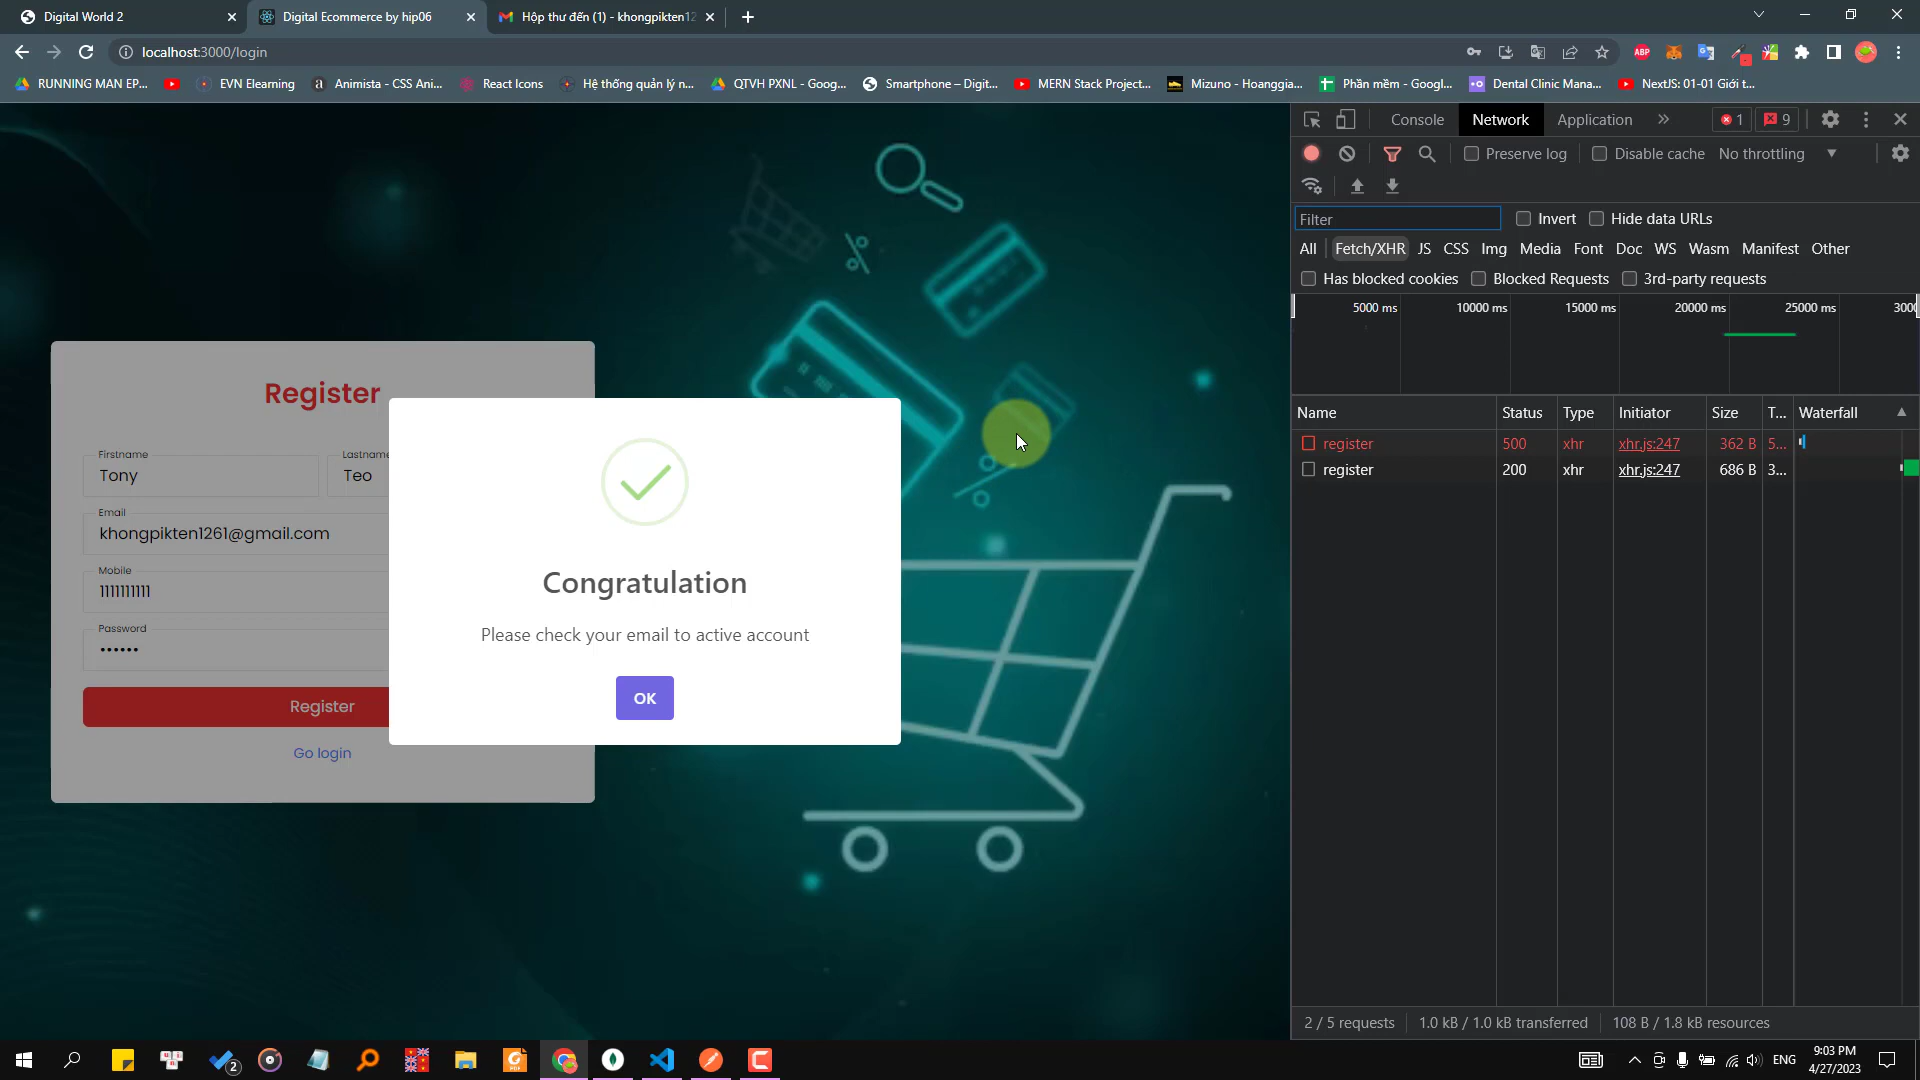 Digital World 2
Digital Ecommerce by hip06
Hộp thư đến (1) - khongpikten12
localhost:3000/login
RUNNING MAN EP...
EVN Elearning
Animista - CSS Ani...
React Icons
Hệ thống quản lý n...
QTVH PXNL - Goog...
Smartphone – Digit...
MERN Stack Project...
Mizuno - Hoanggia...
Phần mềm - Googl...
Dental Clinic Mana...
NextJS: 01-01 Giới t...
Console
Network
Application
1
9
Preserve log
Disable cache
No throttling
Filter
Invert
Hide data URLs
All
Fetch/XHR
JS
CSS
Img
Media
Font
Doc
WS
Wasm
Manifest
Other
Has blocked cookies
Blocked Requests
3rd-party requests
5000 ms
10000 ms
15000 ms
20000 ms
25000 ms
3000
Name
Status
Type
Initiator
Size
T...
Waterfall
register
500
xhr
xhr.js:247
362 B
5...
register
200
xhr
xhr.js:247
686 B
3...
2 / 5 requests
1.0 kB / 1.0 kB transferred
108 B / 1.8 kB resources
Register
Firstname
Tony
Lastname
Teo
Email
khongpikten1261@gmail.com
Mobile
1111111111
Password
••••••
Register
Go login
Congratulation
Please check your email to active account
OK
ABP
2
ENG
9:03 PM
4/27/2023